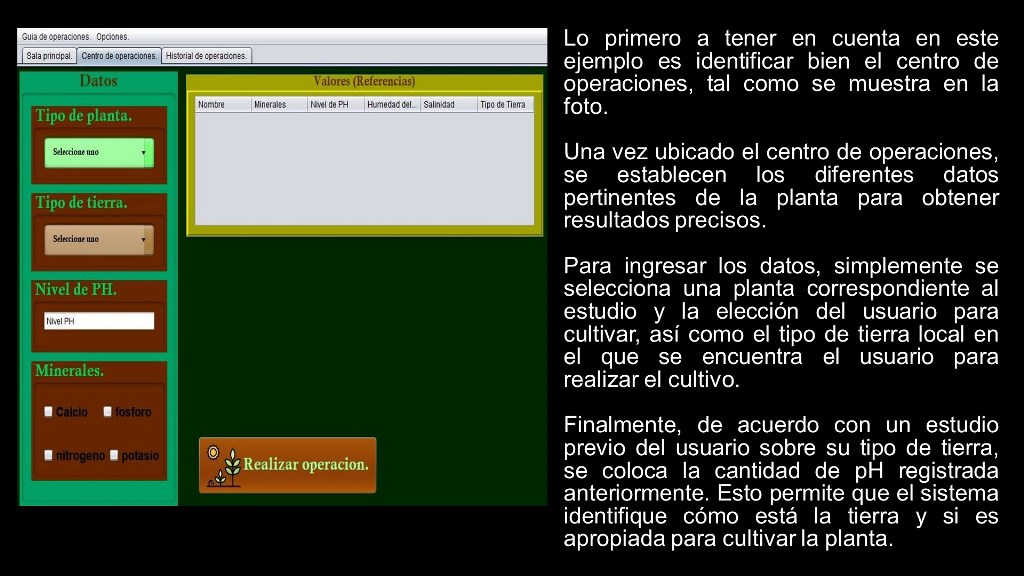 Guia de operaciones. Opciones.
Sala principal. Centro de operaciones. Historial de operaciones.
Datos
Tipo de planta.
Seleccione uno
Tipo de tierra.
Seleccione uno
Nivel de PH.
Nivel PH
Minerales.
Calcio fosforo
nitrogeno potasio
Valores (Referencias)
Nombre Minerales Nivel de PH Humedad del... Salinidad Tipo de Tierra
Realizar operacion.
Lo primero a tener en cuenta en este
ejemplo es identificar bien el centro de
operaciones, tal como se muestra en la
foto.
Una vez ubicado el centro de operaciones,
se establecen los diferentes datos
pertinentes de la planta para obtener
resultados precisos.
Para ingresar los datos, simplemente se
selecciona una planta correspondiente al
estudio y la elección del usuario para
cultivar, así como el tipo de tierra local en
el que se encuentra el usuario para
realizar el cultivo.
Finalmente, de acuerdo con un estudio
previo del usuario sobre su tipo de tierra,
se coloca la cantidad de pH registrada
anteriormente. Esto permite que el sistema
identifique cómo está la tierra y si es
apropiada para cultivar la planta.